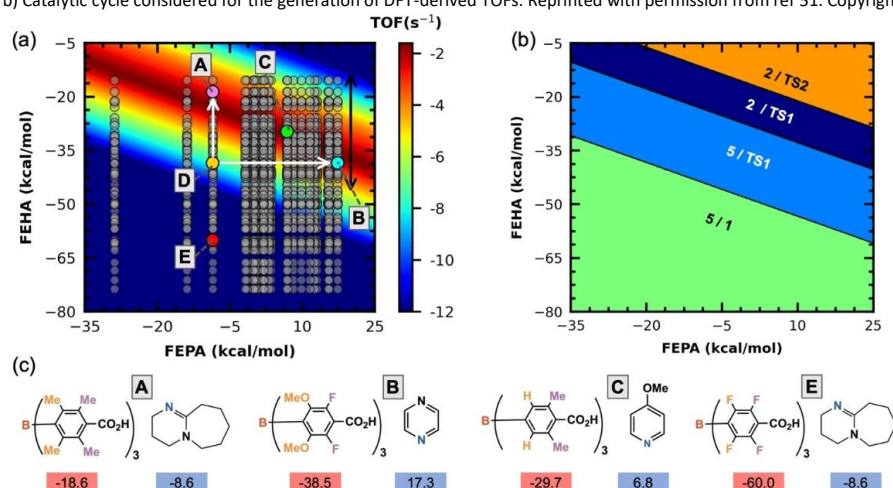 b) Catalytic cycle considered for the generation of DFT-derived TOFs. Reprinted with permission from ref 51. Copyrig
(a)
TOF(s⁻¹)
(b)
A
C
D
E
B
-5
-20
-35
-50
-65
-80
FEHA (kcal/mol)
-35
-20
-5
10
25
FEPA (kcal/mol)
-2
-4
-6
-8
-10
-12
-5
-20
-35
-50
-65
-80
FEHA (kcal/mol)
2 / TS2
2 / TS1
5 / TS1
5 / 1
-35
-20
-5
10
25
FEPA (kcal/mol)
(c)
B Me Me Me Me CO₂H 3 A N N
B MeO F MeO F CO₂H 3 B N N
B H Me H Me CO₂H 3 C OMe N
B F F F F CO₂H 3 E N N
-18.6 -8.6 -38.5 17.3 -29.7 6.8 -60.0 -8.6